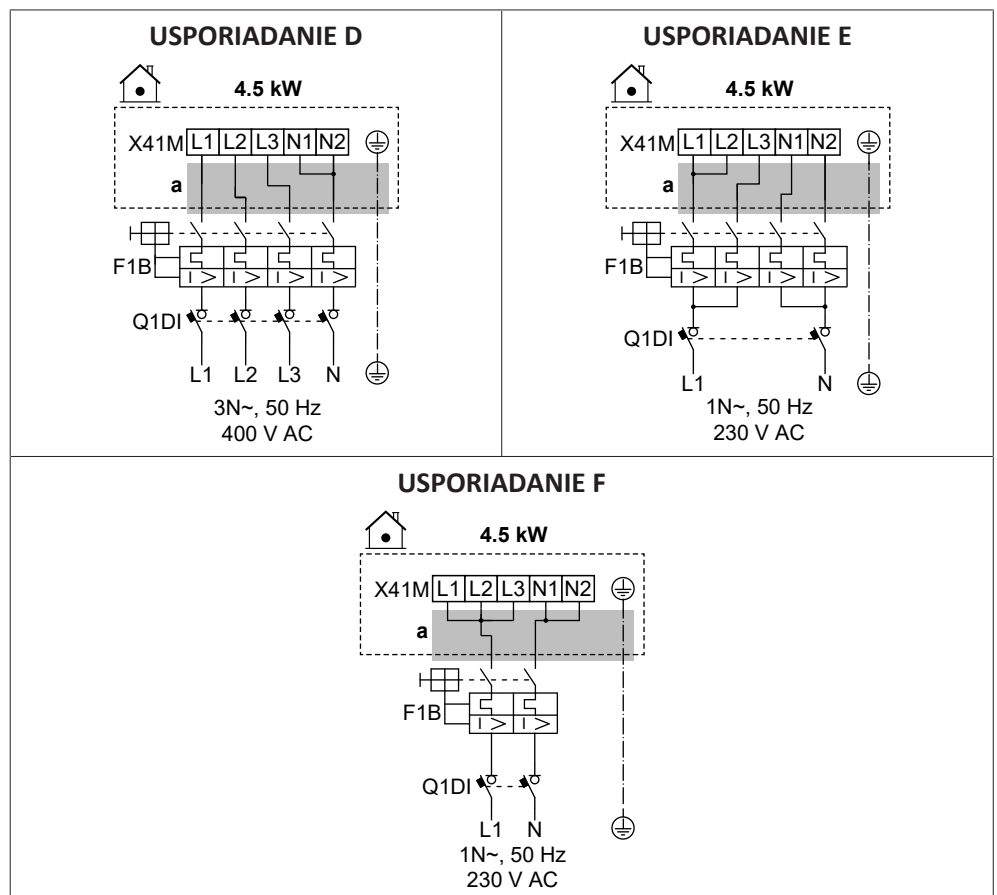 USPORIADANIE D
4.5 kW
X41M L1 L2 L3 N1 N2
a
F1B
I > I > I > I >
Q1DI
L1 L2 L3 N
3N~, 50 Hz
400 V AC
USPORIADANIE E
4.5 kW
X41M L1 L2 L3 N1 N2
a
F1B
I > I > I > I >
Q1DI
L1 N
1N~, 50 Hz
230 V AC
USPORIADANIE F
4.5 kW
X41M L1 L2 L3 N1 N2
a
F1B
I > I >
Q1DI
L1 N
1N~, 50 Hz
230 V AC